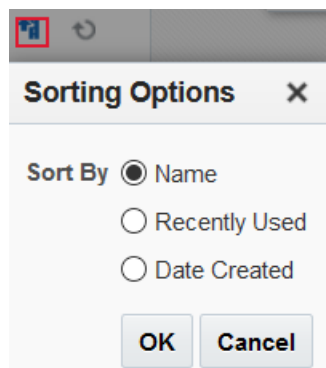 Sorting Options
Sort By Name
Recently Used
Date Created
OK Cancel